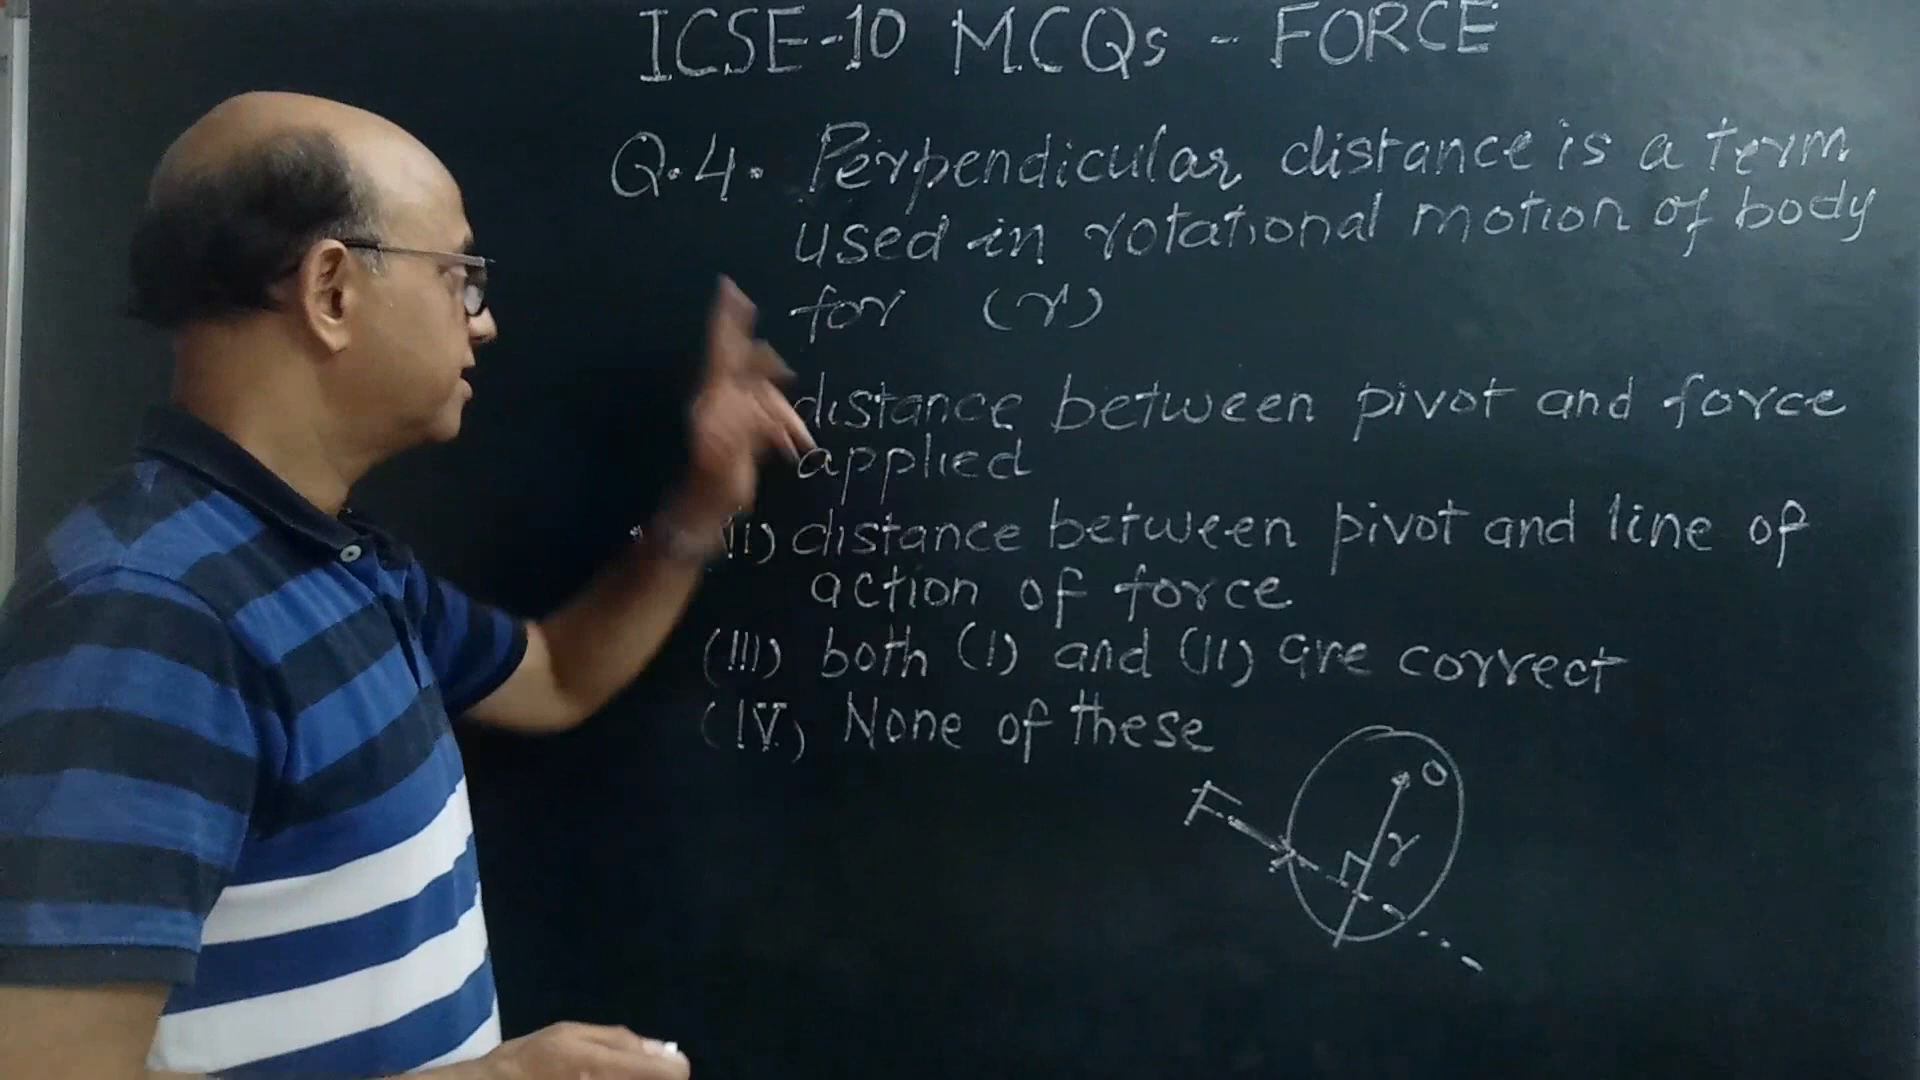 ICSE-10 MCQs - FORCE
Q.4. Perpendicular distance is a term
used in rotational motion of body
for (r)
distance between pivot and force
applied
II) distance between pivot and line of
action of force
(III) both (I) and (II) are correct
(IV) None of these
O
F
r